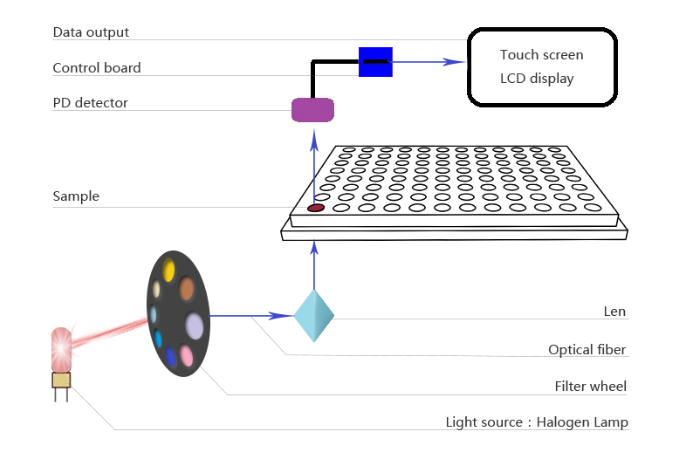 Data output
Control board
PD detector
Sample
Touch screen
LCD display
Len
Optical fiber
Filter wheel
Light source：Halogen Lamp